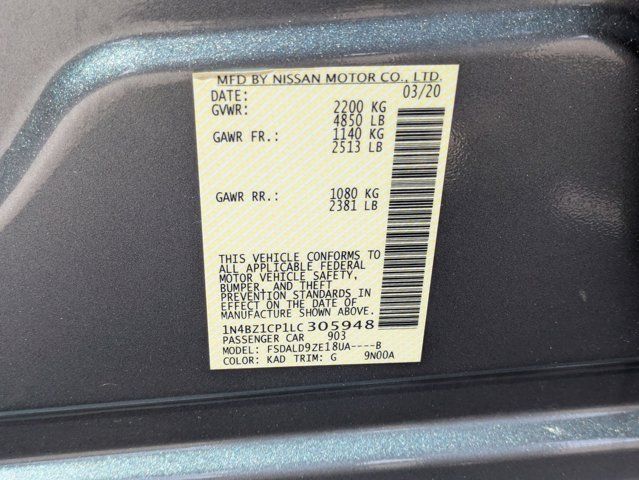 MFD BY NISSAN MOTOR CO., LTD.
DATE: 03/20
GVWR: 2200 KG
4850 LB
GAWR FR.: 1140 KG
2513 LB
GAWR RR.: 1080 KG
2381 LB
THIS VEHICLE CONFORMS TO
ALL APPLICABLE FEDERAL
MOTOR VEHICLE SAFETY,
BUMPER, AND THEFT
PREVENTION STANDARDS IN
EFFECT ON THE DATE OF
MANUFACTURE SHOWN ABOVE.
1N4BZ1CP1LC305948
PASSENGER CAR 903
MODEL: FSDALD9ZE18UA----B
COLOR: KAD TRIM: G 9N00A